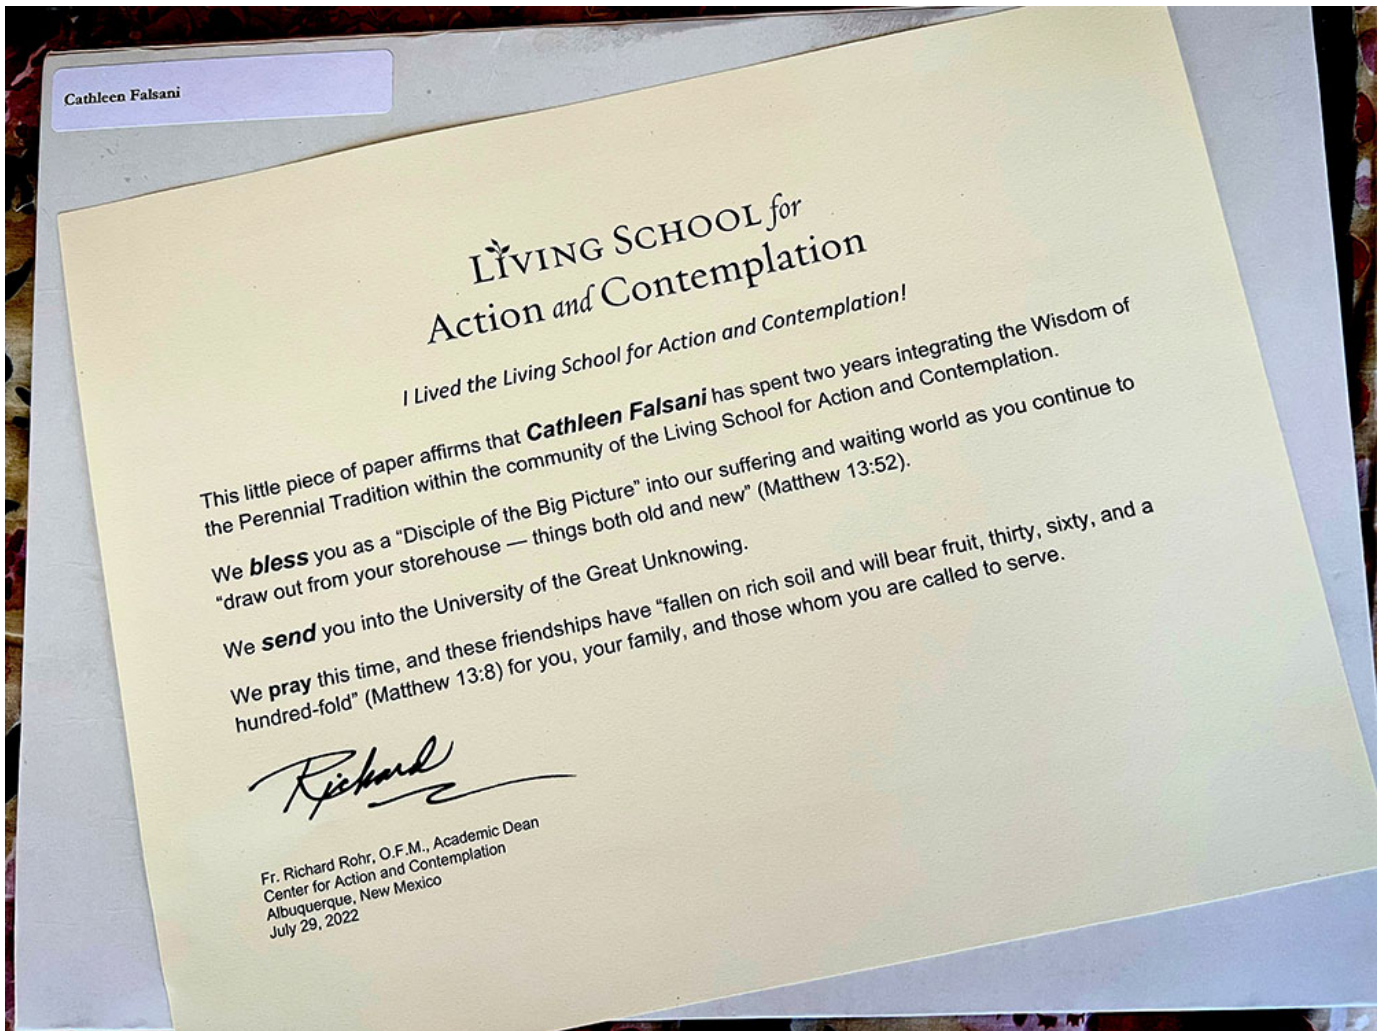 Cathleen Falsani
LIVING SCHOOL for
Action and Contemplation
I Lived the Living School for Action and Contemplation!
This little piece of paper affirms that Cathleen Falsani has spent two years integrating the Wisdom of
the Perennial Tradition within the community of the Living School for Action and Contemplation.
We bless you as a “Disciple of the Big Picture” into our suffering and waiting world as you continue to
“draw out from your storehouse — things both old and new” (Matthew 13:52).
We send you into the University of the Great Unknowing.
We pray this time, and these friendships have “fallen on rich soil and will bear fruit, thirty, sixty, and a
hundred-fold” (Matthew 13:8) for you, your family, and those whom you are called to serve.
Richard
Fr. Richard Rohr, O.F.M., Academic Dean
Center for Action and Contemplation
Albuquerque, New Mexico
July 29, 2022